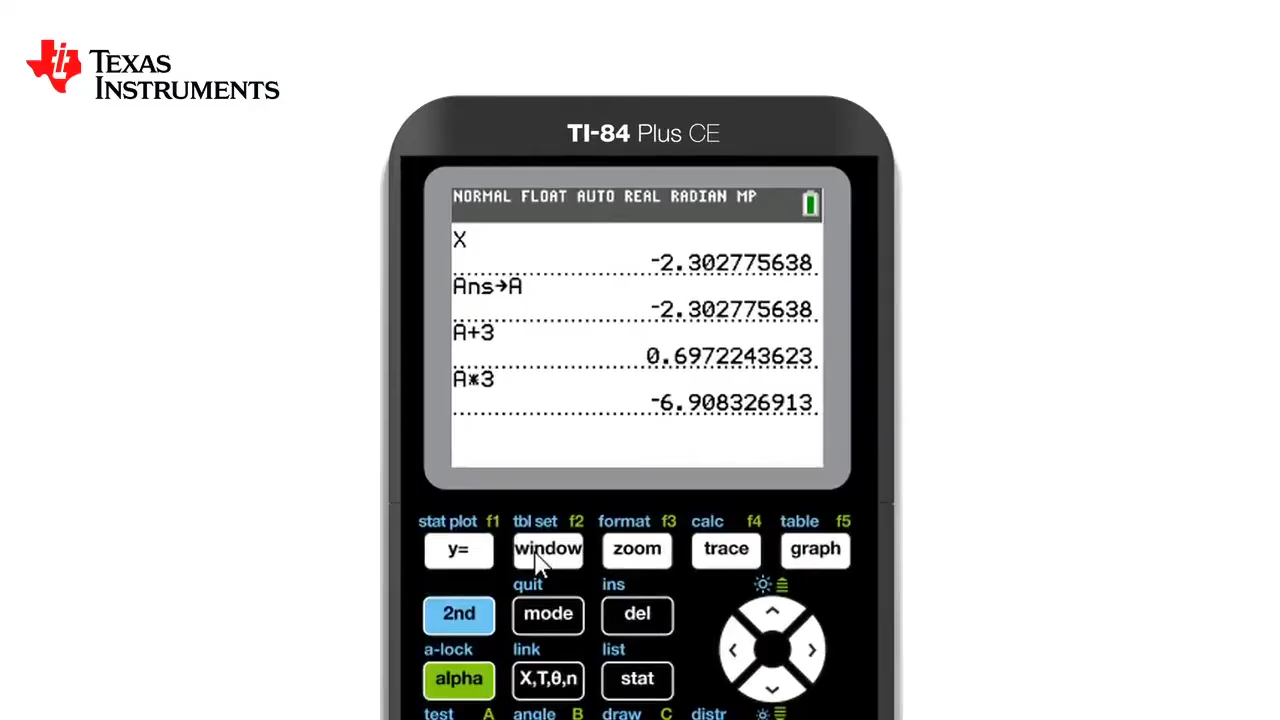 TEXAS
INSTRUMENTS
TI-84 Plus CE
NORMAL FLOAT AUTO REAL RADIAN MP
X
-2.302775638
Ans→A
-2.302775638
A+3
0.6972243623
A*3
-6.908326913
stat plot f1 tbl set f2 format f3 calc f4 table f5
y= window zoom trace graph
quit ins
2nd mode del
a-lock link list
alpha X,T,θ,n stat
test A angle B draw C distr